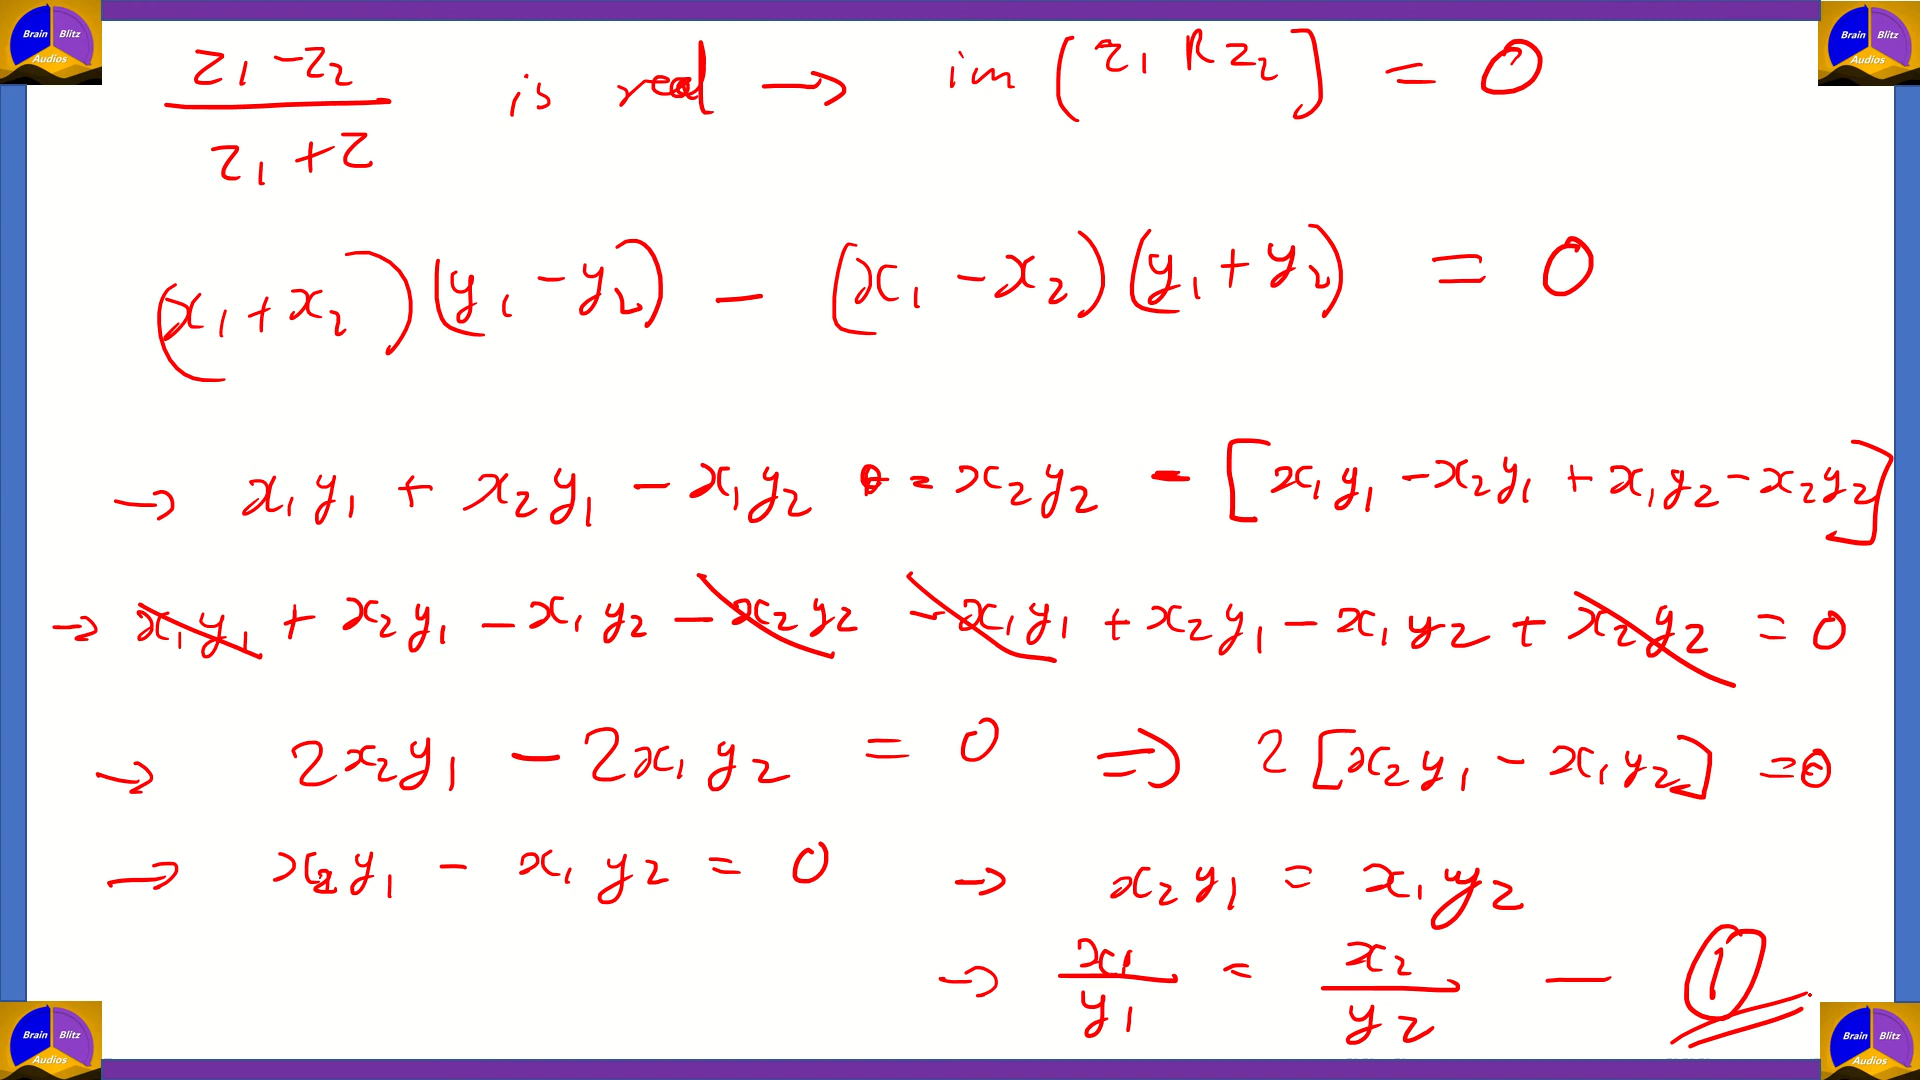 Brain Blitz Audios
Brain Blitz Audios
z₁ - z₂ / z₁ + z is real → im [z₁ R z₂] = 0
(x₁ + x₂)(y₁ - y₂) - (x₁ - x₂)(y₁ + y₂) = 0
→ x₁y₁ + x₂y₁ - x₁y₂ - x₂y₂ - [x₁y₁ - x₂y₁ + x₁y₂ - x₂y₂]
→ x₁y₁ + x₂y₁ - x₁y₂ - x₂y₂ - x₁y₁ + x₂y₁ - x₁y₂ + x₂y₂ = 0
→ 2x₂y₁ - 2x₁y₂ = 0 ⇒ 2[x₂y₁ - x₁y₂] = 0
→ x₂y₁ - x₁y₂ = 0 → x₂y₁ = x₁y₂
→ x₁/y₁ = x₂/y₂ — ①
Brain Blitz Audios
Brain Blitz Audios